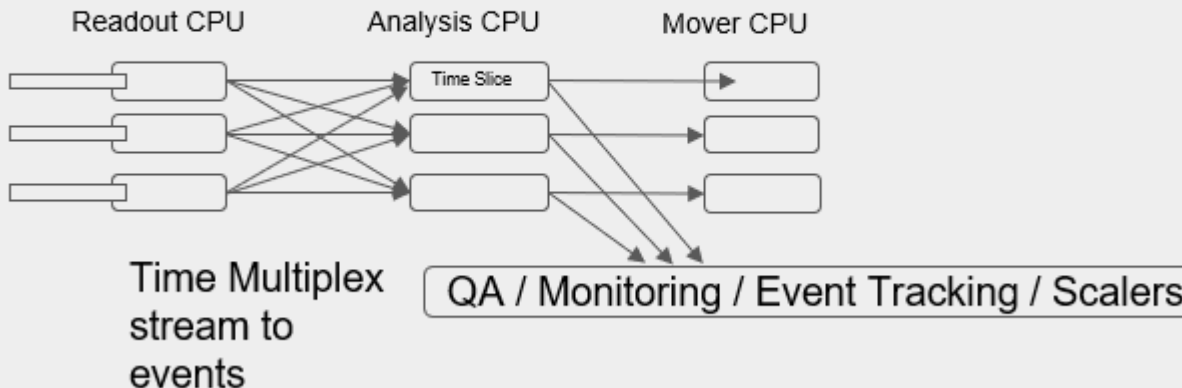 Readout CPU
Analysis CPU
Mover CPU
Time Slice
Time Multiplex
stream to
events
QA / Monitoring / Event Tracking / Scalers